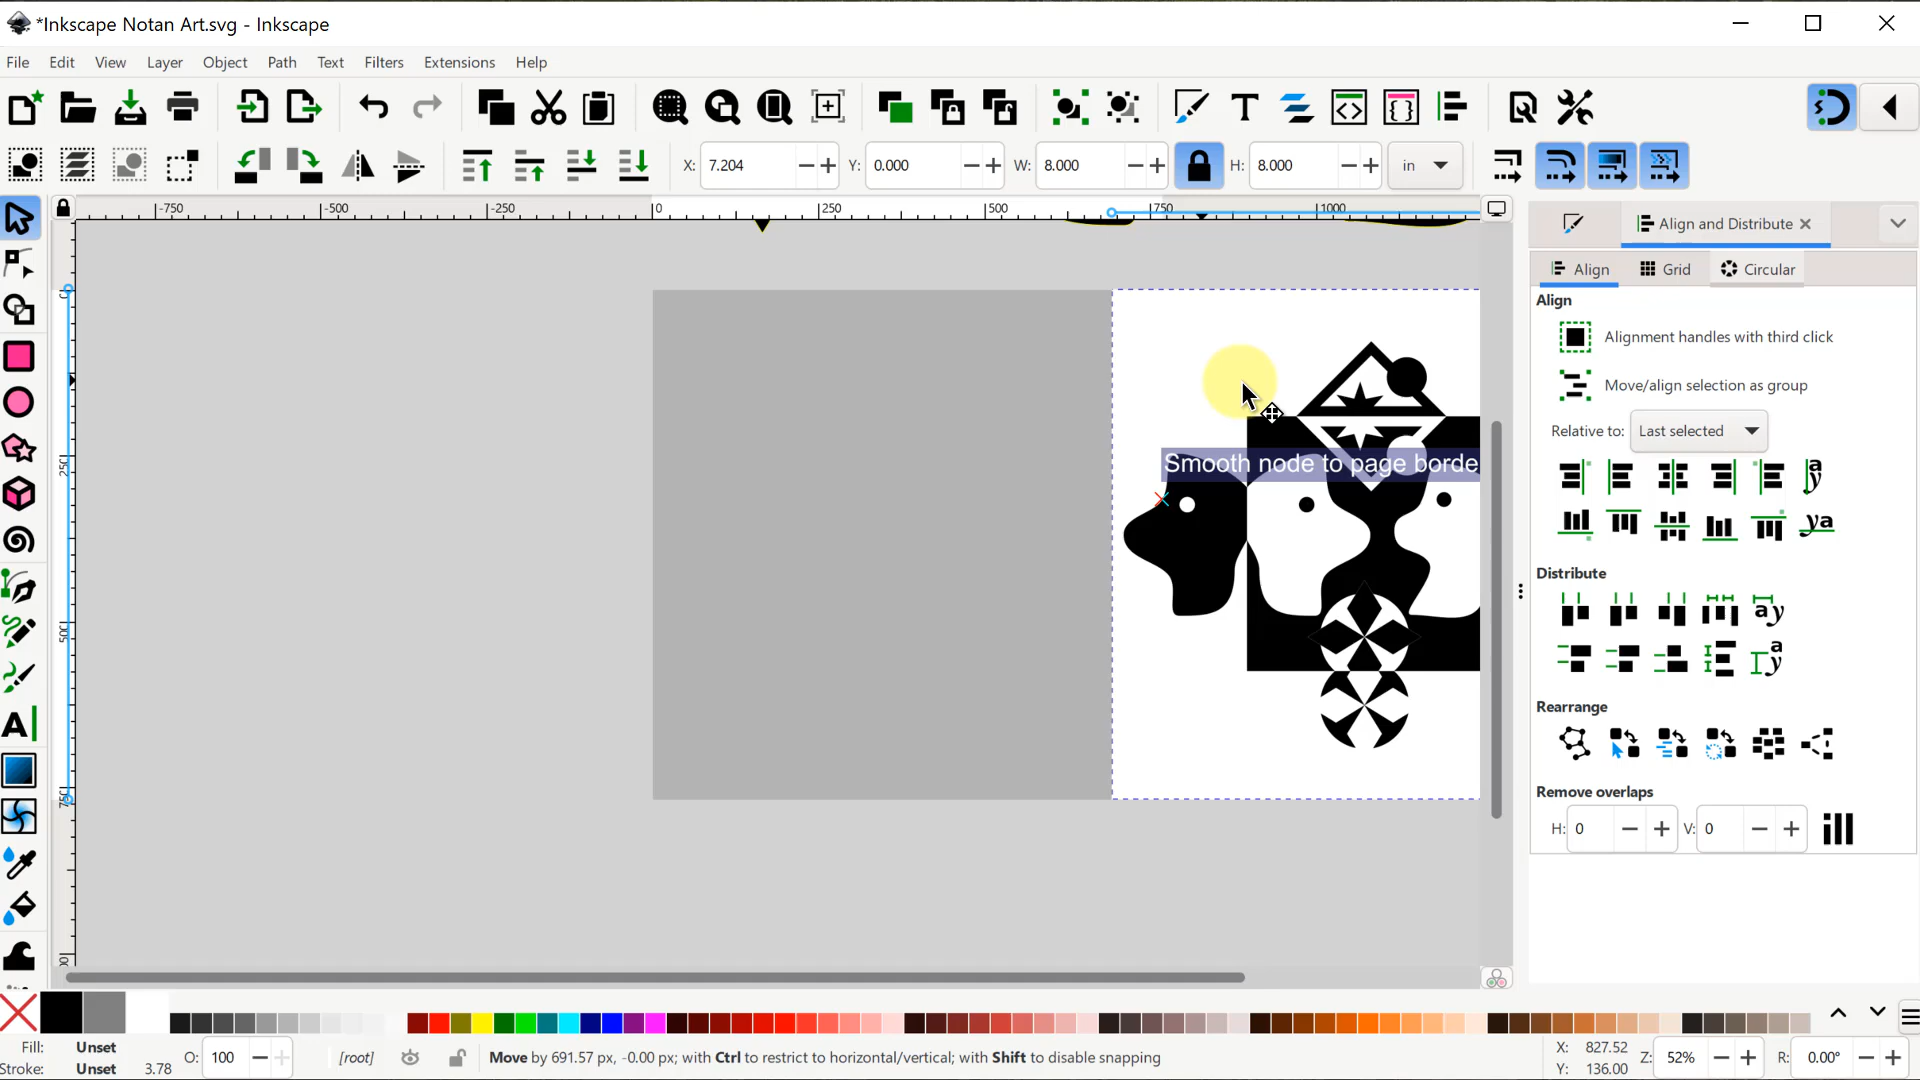 *Inkscape Notan Art.svg - Inkscape
File Edit View Layer Object Path Text Filters Extensions Help
X: 7.204 Y: 0.000 W: 8.000 H: 8.000 in
-750 -500 -250 0 250 500 750 1000
Align and Distribute
Align Grid Circular
Align
Alignment handles with third click
Move/align selection as group
Relative to: Last selected
Smooth node to page borde
Distribute
Rearrange
Remove overlaps
H: 0 V: 0
Fill: Unset
Stroke: Unset 3.78
O: 100
[root]
Move by 691.57 px, -0.00 px; with Ctrl to restrict to horizontal/vertical; with Shift to disable snapping
X: 827.52
Y: 136.00
Z: 52%
R: 0.00°